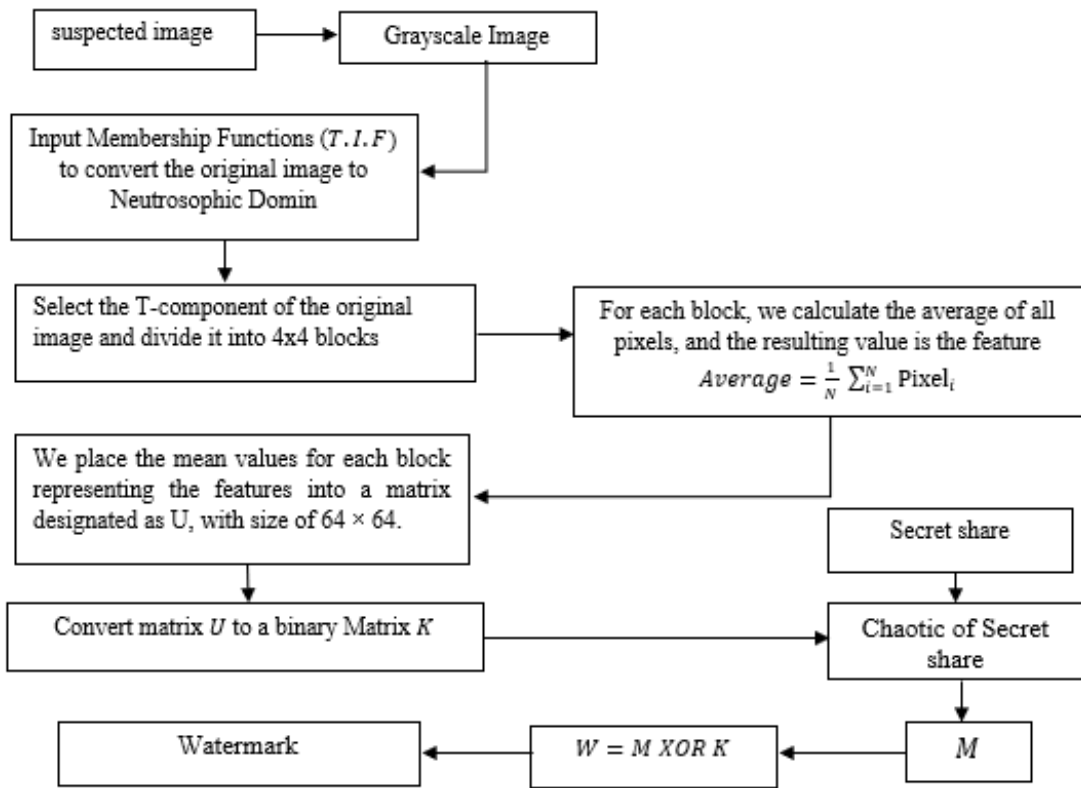 suspected image
Grayscale Image
Input Membership Functions (T.I.F)
to convert the original image to
Neutrosophic Domin
Select the T-component of the original
image and divide it into 4x4 blocks
For each block, we calculate the average of all
pixels, and the resulting value is the feature
Average = 1/N ∑_{i=1}^{N} Pixel_i
We place the mean values for each block
representing the features into a matrix
designated as U, with size of 64 × 64.
Secret share
Convert matrix U to a binary Matrix K
Chaotic of Secret
share
M
W = M XOR K
Watermark